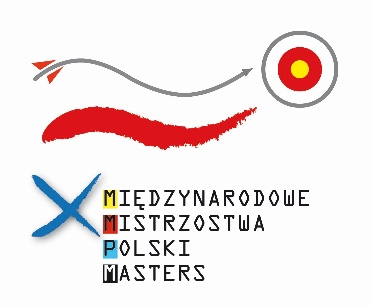 X MIĘDZYNARODOWE
MISTRZOSTWA
POLSKI
MASTERS